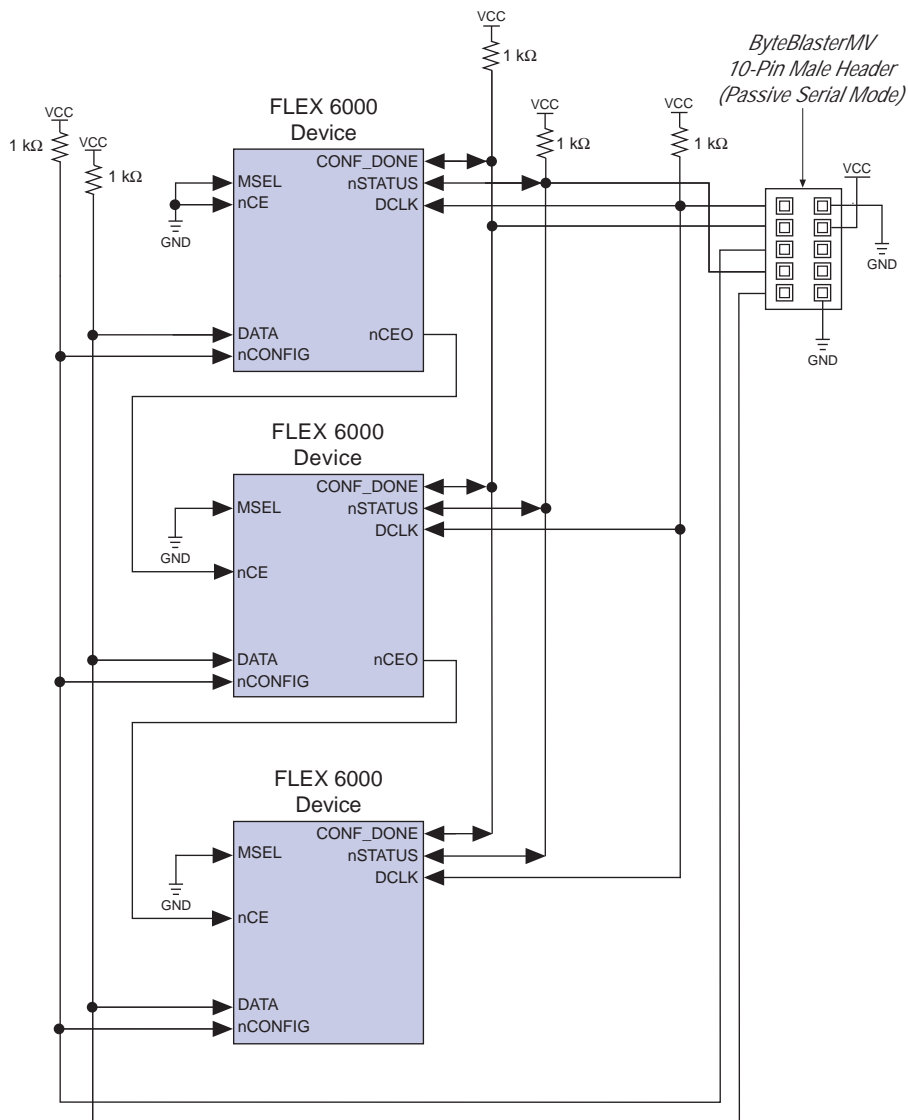 VCC
1 kΩ
ByteBlasterMV
10-Pin Male Header
(Passive Serial Mode)
VCC
1 kΩ
VCC
1 kΩ
FLEX 6000
Device
VCC
1 kΩ
VCC
1 kΩ
VCC
GND
GND
CONF_DONE
nSTATUS
DCLK
MSEL
nCE
GND
DATA
nCONFIG
nCEO
FLEX 6000
Device
CONF_DONE
nSTATUS
DCLK
MSEL
GND
nCE
DATA
nCONFIG
nCEO
FLEX 6000
Device
CONF_DONE
nSTATUS
DCLK
MSEL
GND
nCE
DATA
nCONFIG